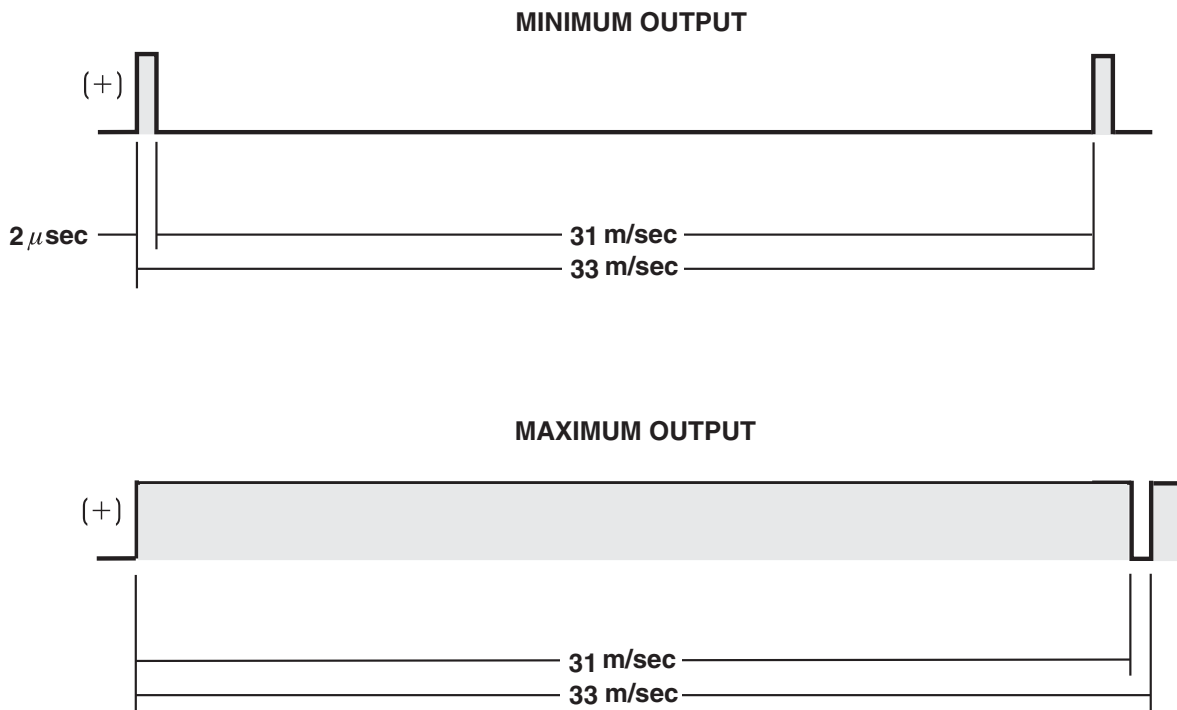 MINIMUM OUTPUT
(+)
2 μsec
31 m/sec
33 m/sec
MAXIMUM OUTPUT
(+)
31 m/sec
33 m/sec